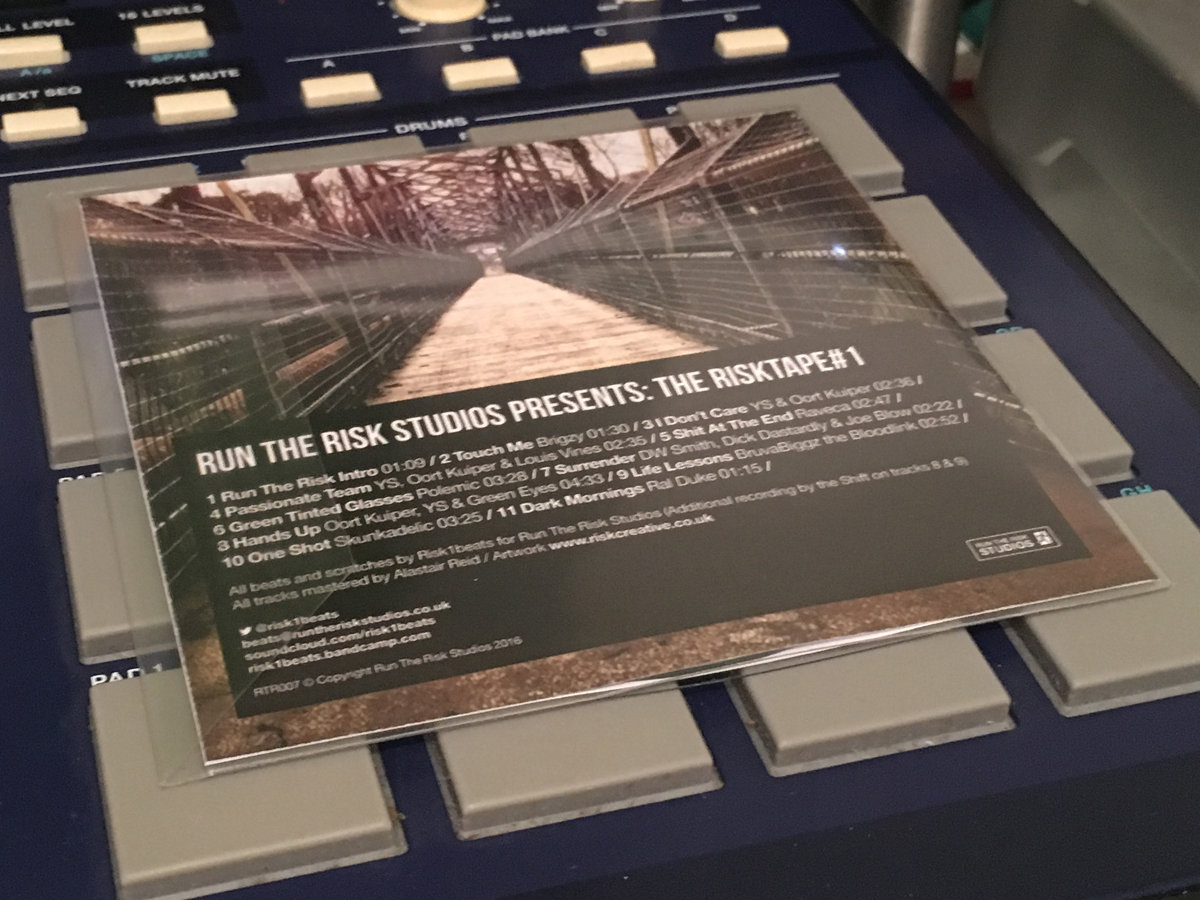 LL LEVEL
16 LEVELS
A/a
SPACE
NEXT SEQ
TRACK MUTE
PAD BANK
A
B
C
D
DRUMS
RUN THE RISK STUDIOS PRESENTS: THE RISKTAPE#1
1 Run The Risk Intro 01:09 / 2 Touch Me Brigzy 01:30 / 3 I Don't Care YS & Oort Kuiper 02:36 /
4 Passionate Team YS, Oort Kuiper & Louis Vines 02:35 / 5 Shit At The End Raveca 02:47 /
6 Green Tinted Glasses Polemic 03:28 / 7 Surrender DW Smith, Dick Dastardly & Joe Blow 02:22 /
8 Hands Up Oort Kuiper, YS & Green Eyes 04:33 / 9 Life Lessons BruvaBiggz the Bloodlink 02:52 /
10 One Shot Skunkadelic 03:25 / 11 Dark Mornings Ral Duke 01:15 /
All beats and scratches by Risk1beats for Run The Risk Studios (Additional recording by the Shift on tracks 8 & 9)
All tracks mastered by Alastair Reid / Artwork www.riskcreative.co.uk
@risk1beats
beats@runtheriskstudios.co.uk
soundcloud.com/risk1beats
risk1beats.bandcamp.com
RTR007 © Copyright Run The Risk Studios 2016
RUN THE RISK
STUDIOS
PAD 1
GH